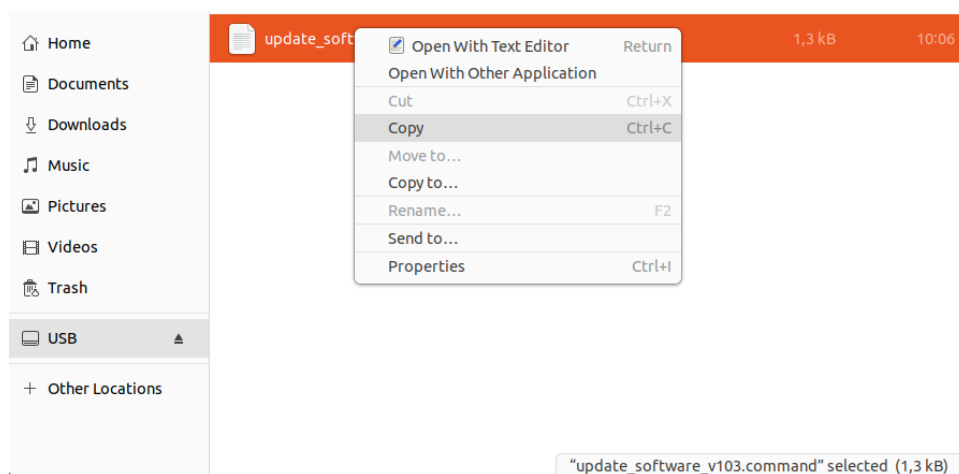 Home
Documents
Downloads
Music
Pictures
Videos
Trash
USB
Other Locations
update_soft 1,3 kB 10:06
Open With Text Editor Return
Open With Other Application
Cut Ctrl+X
Copy Ctrl+C
Move to…
Copy to…
Rename… F2
Send to…
Properties Ctrl+I
“update_software_v103.command” selected (1,3 kB)